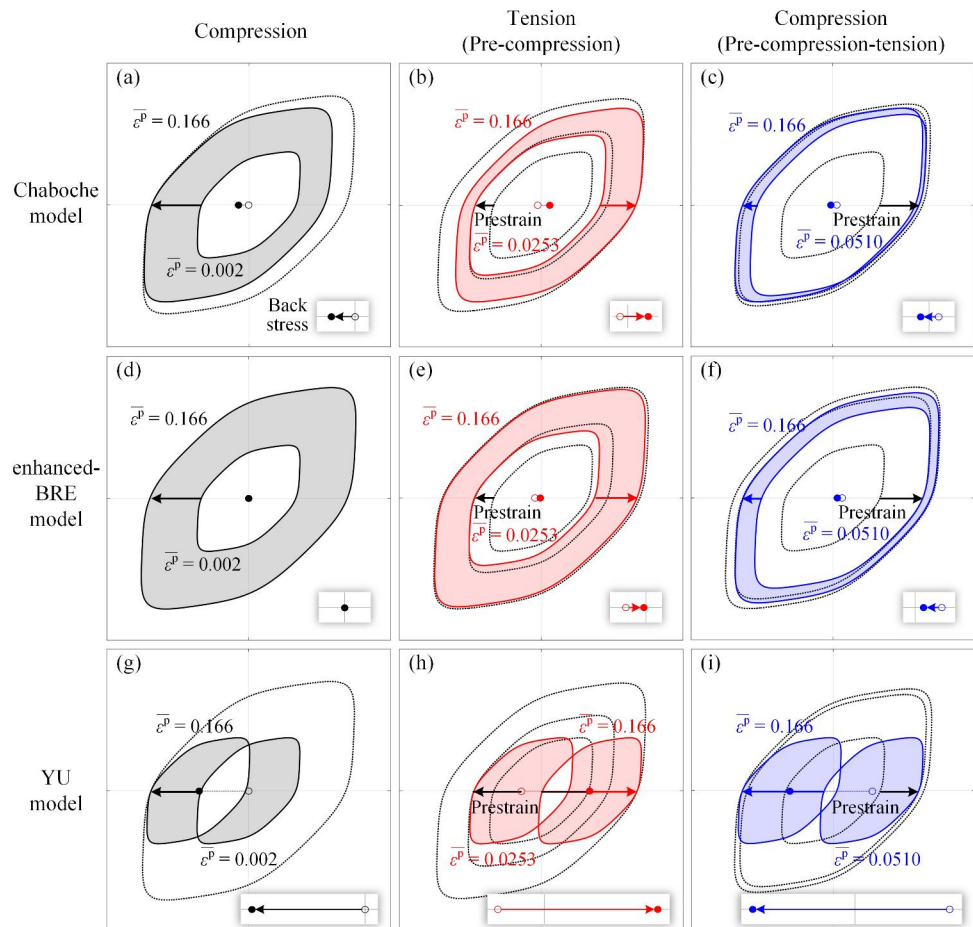 Compression
Tension
(Pre-compression)
Compression
(Pre-compression-tension)
Chaboche
model
(a)
ε̅ᵖ = 0.166
ε̅ᵖ = 0.002
Back
stress
(b)
ε̅ᵖ = 0.166
Prestrain
ε̅ᵖ = 0.0253
(c)
ε̅ᵖ = 0.166
Prestrain
ε̅ᵖ = 0.0510
enhanced-
BRE
model
(d)
ε̅ᵖ = 0.166
ε̅ᵖ = 0.002
(e)
ε̅ᵖ = 0.166
Prestrain
ε̅ᵖ = 0.0253
(f)
ε̅ᵖ = 0.166
Prestrain
ε̅ᵖ = 0.0510
YU
model
(g)
ε̅ᵖ = 0.166
ε̅ᵖ = 0.002
(h)
ε̅ᵖ = 0.166
Prestrain
ε̅ᵖ = 0.0253
(i)
ε̅ᵖ = 0.166
Prestrain
ε̅ᵖ = 0.0510